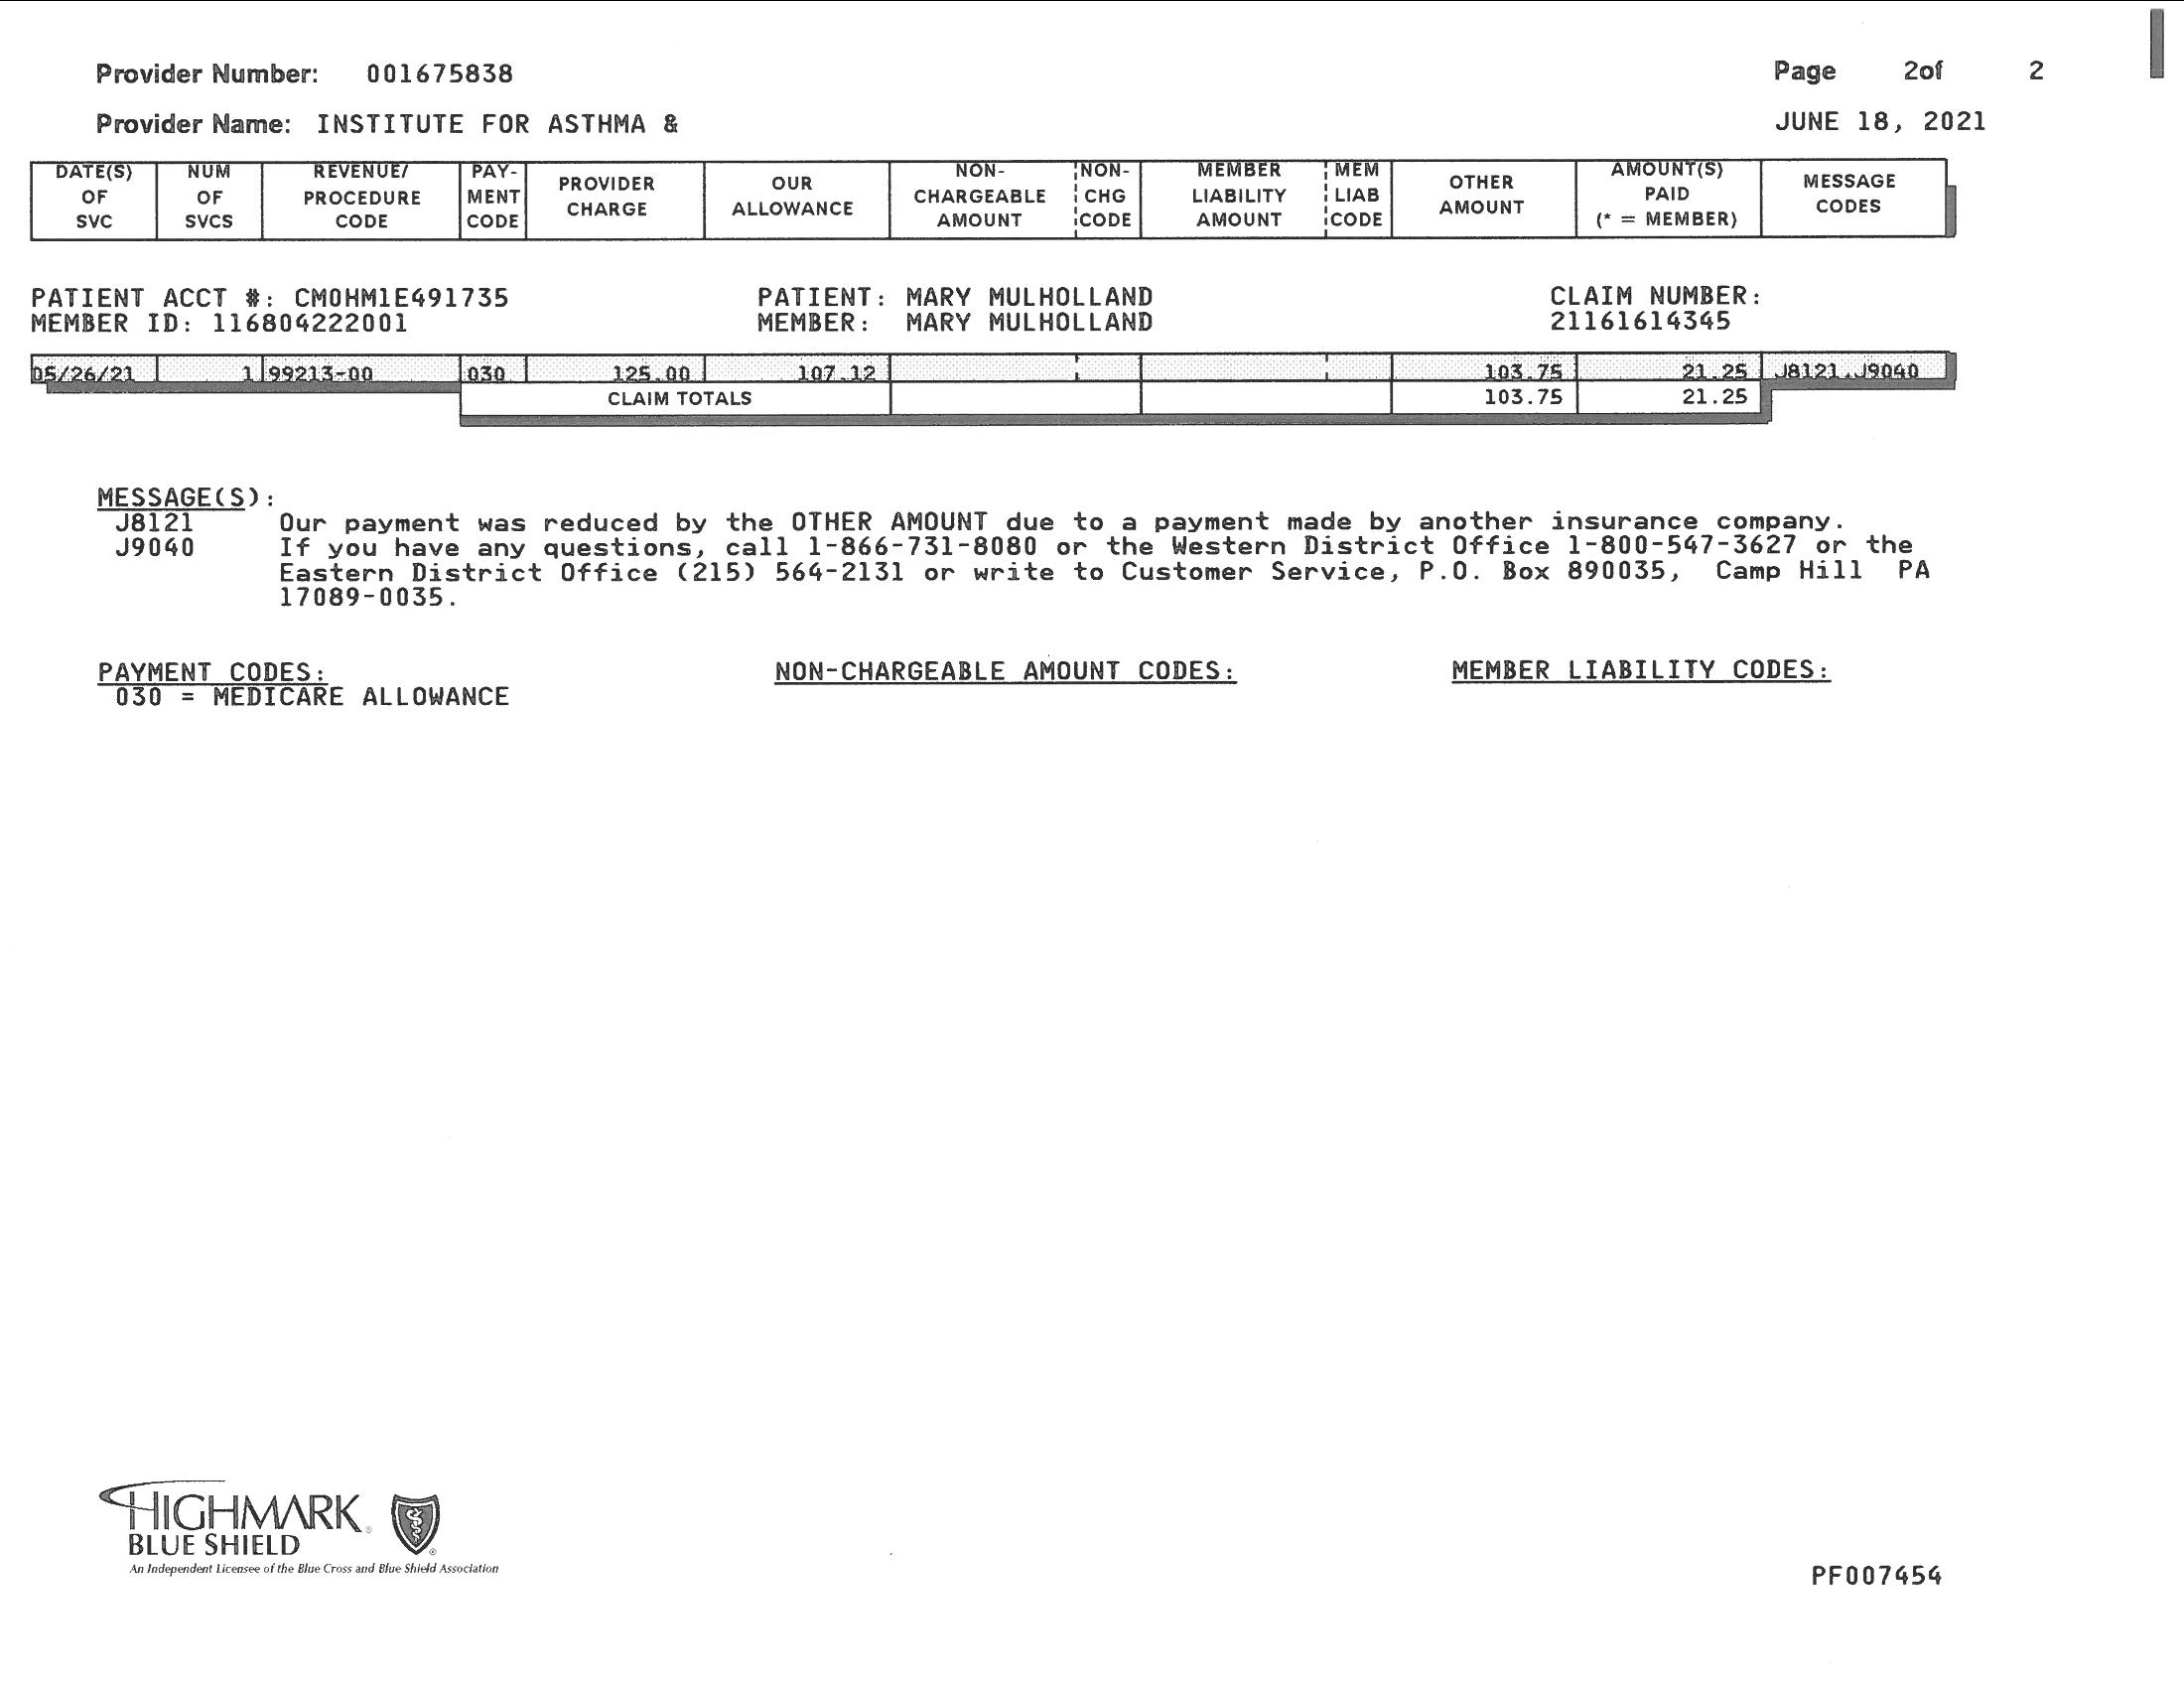 Provider Number: 001675838
Page 2of 2
Provider Name: INSTITUTE FOR ASTHMA &
JUNE 18, 2021
DATE(S) OF SVC | NUM OF SVCS | REVENUE/ PROCEDURE CODE | PAY- MENT CODE | PROVIDER CHARGE | OUR ALLOWANCE | NON- CHARGEABLE AMOUNT | NON- CHG CODE | MEMBER LIABILITY AMOUNT | MEM LIAB CODE | OTHER AMOUNT | AMOUNT(S) PAID (* = MEMBER) | MESSAGE CODES
PATIENT ACCT #: CMOHM1E491735 PATIENT: MARY MULHOLLAND CLAIM NUMBER:
MEMBER ID: 116804222001 MEMBER: MARY MULHOLLAND 21161614345
05/26/21 1 99213-00 030 125.00 107.12 103.75 21.25 J8121,J9040
CLAIM TOTALS 103.75 21.25
MESSAGE(S):
J8121 Our payment was reduced by the OTHER AMOUNT due to a payment made by another insurance company.
J9040 If you have any questions, call 1-866-731-8080 or the Western District Office 1-800-547-3627 or the
Eastern District Office (215) 564-2131 or write to Customer Service, P.O. Box 890035, Camp Hill PA
17089-0035.
PAYMENT CODES: NON-CHARGEABLE AMOUNT CODES: MEMBER LIABILITY CODES:
030 = MEDICARE ALLOWANCE
HIGHMARK®
BLUE SHIELD ®
An Independent Licensee of the Blue Cross and Blue Shield Association
PF007454